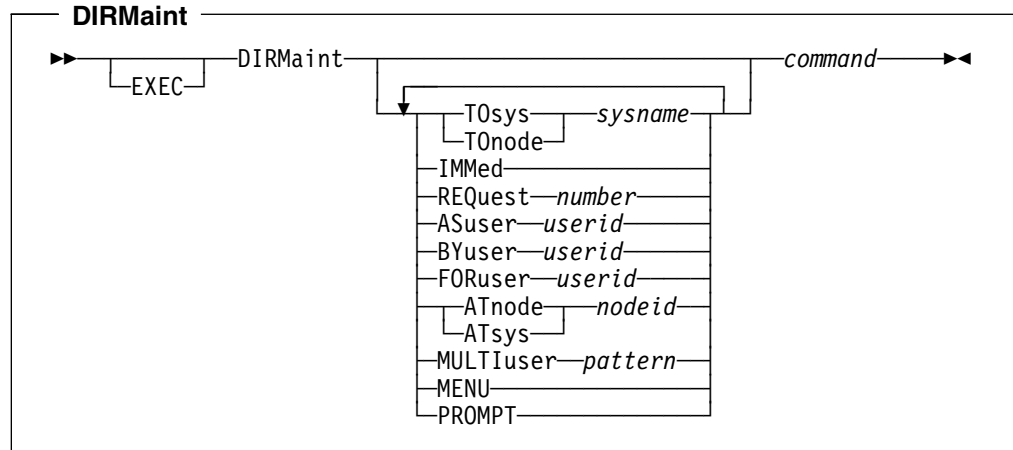 DIRMaint
DIRMaint command
EXEC
TOsys sysname
TOnode
IMMed
REQuest number
ASuser userid
BYuser userid
FORuser userid
ATnode nodeid
ATsys
MULTIuser pattern
MENU
PROMPT